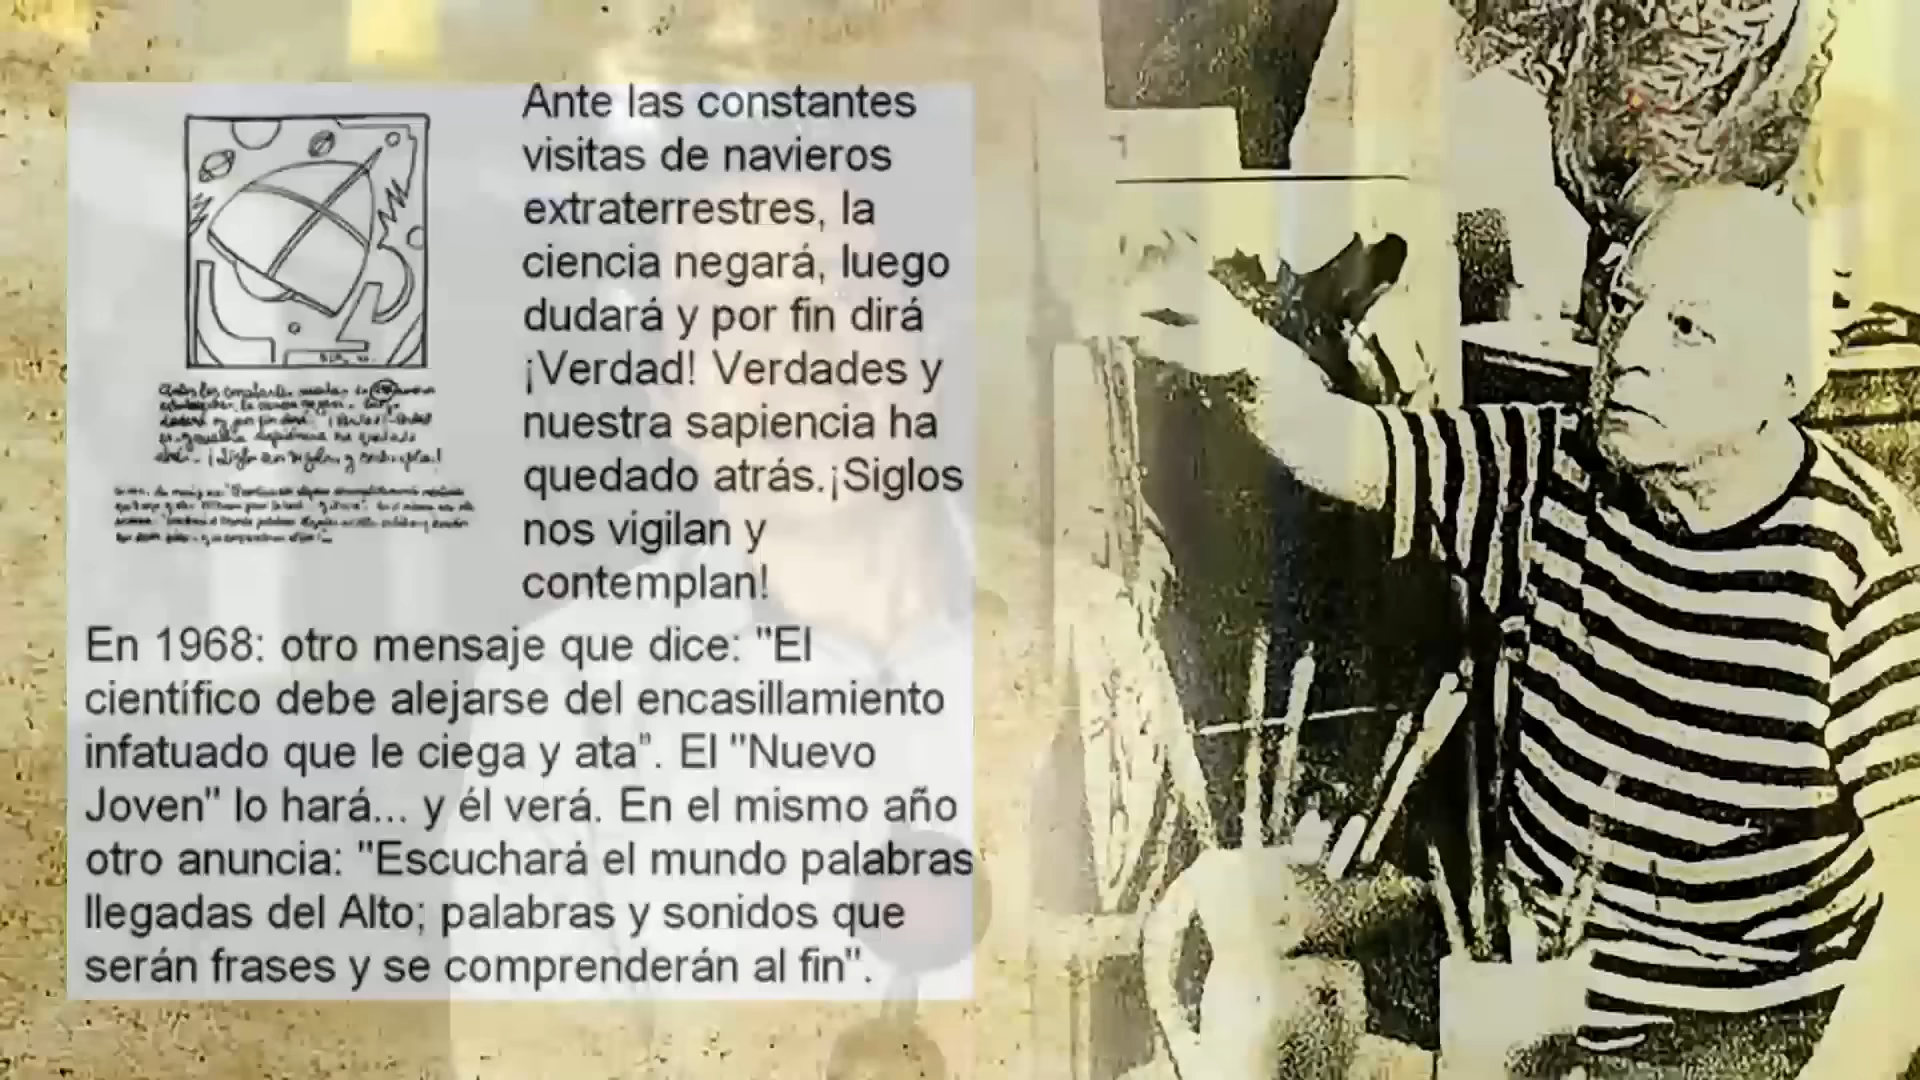 Ante las constantes
visitas de navieros
extraterrestres, la
ciencia negará, luego
dudará y por fin dirá
¡Verdad! Verdades y
nuestra sapiencia ha
quedado atrás.¡Siglos
nos vigilan y
contemplan!
En 1968: otro mensaje que dice: "El
científico debe alejarse del encasillamiento
infatuado que le ciega y ata". El "Nuevo
Joven" lo hará... y él verá. En el mismo año
otro anuncia: "Escuchará el mundo palabras
llegadas del Alto; palabras y sonidos que
serán frases y se comprenderán al fin".